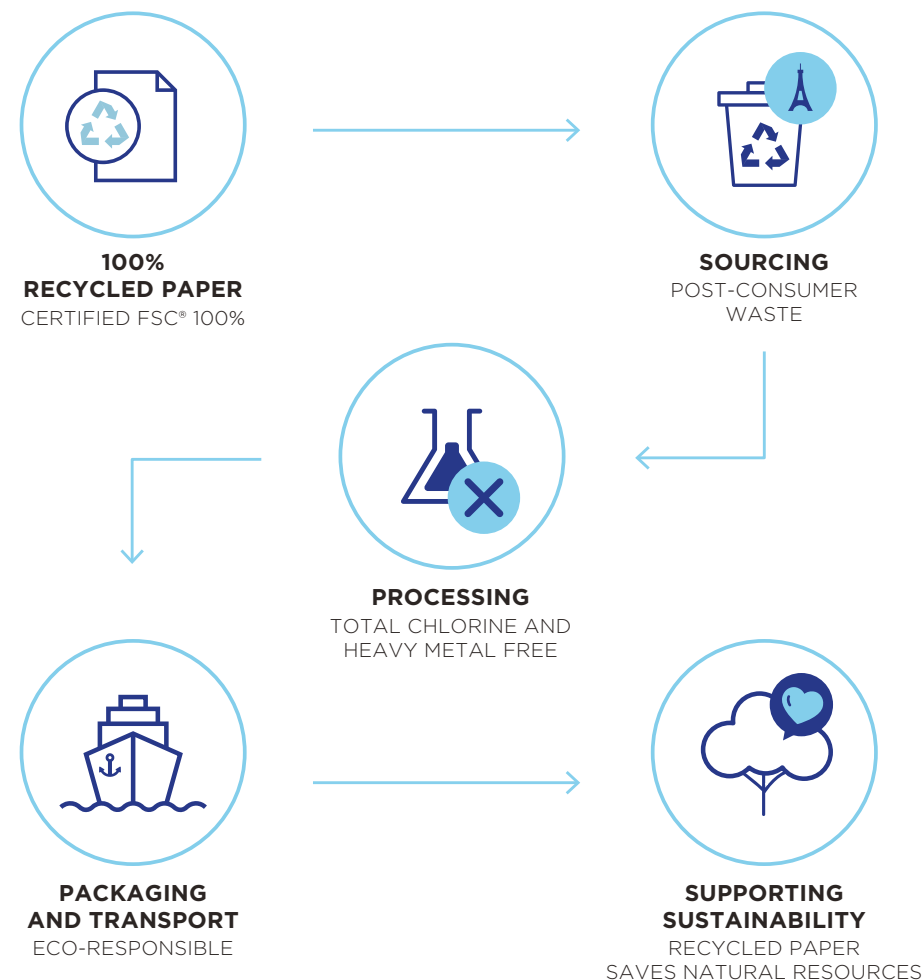 100%
RECYCLED PAPER
CERTIFIED FSC® 100%
SOURCING
POST-CONSUMER
WASTE
PROCESSING
TOTAL CHLORINE AND
HEAVY METAL FREE
PACKAGING
AND TRANSPORT
ECO-RESPONSIBLE
SUPPORTING
SUSTAINABILITY
RECYCLED PAPER
SAVES NATURAL RESOURCES